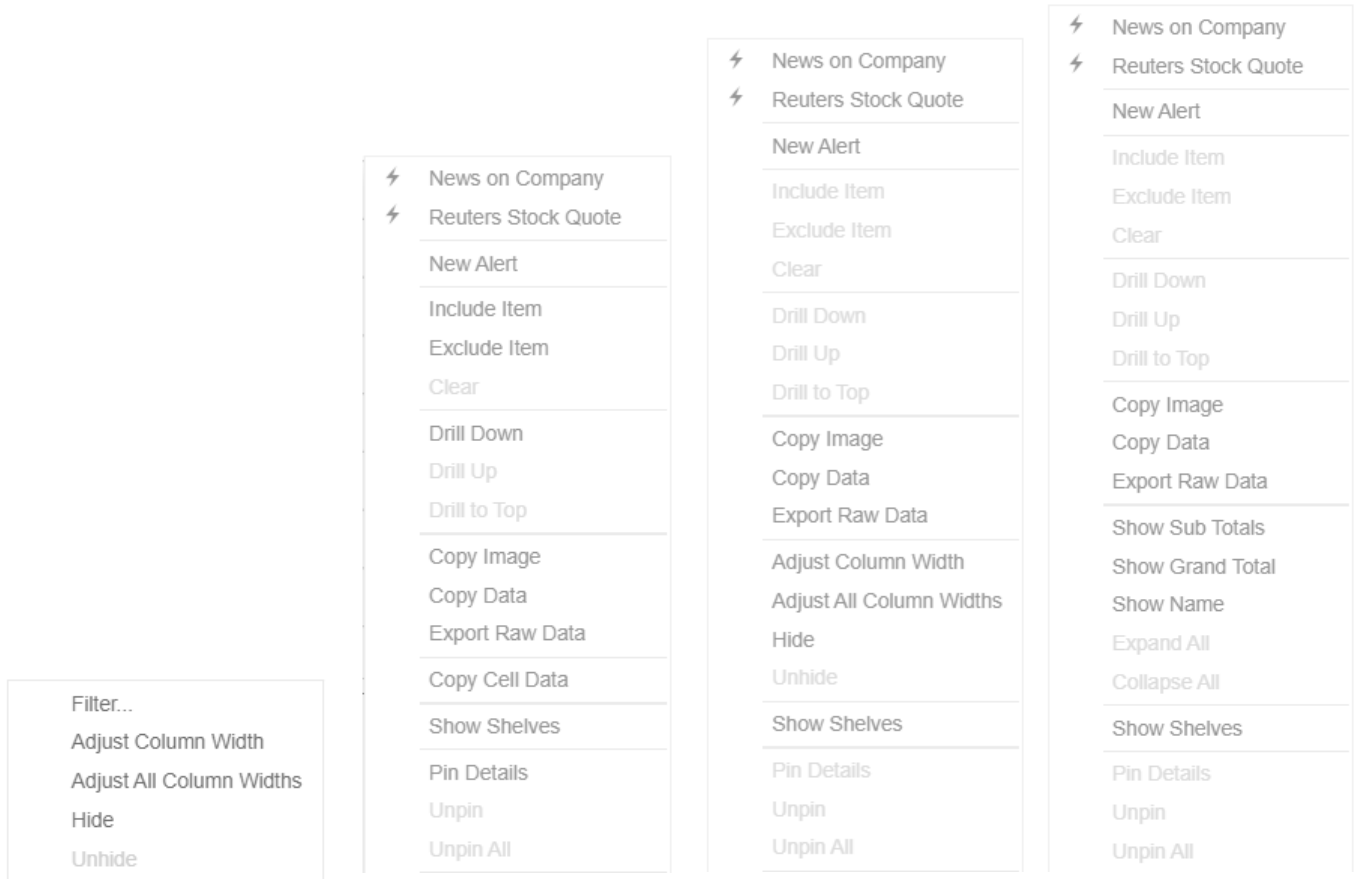 Filter...
Adjust Column Width
Adjust All Column Widths
Hide
Unhide
News on Company
Reuters Stock Quote
New Alert
Include Item
Exclude Item
Clear
Drill Down
Drill Up
Drill to Top
Copy Image
Copy Data
Export Raw Data
Copy Cell Data
Show Shelves
Pin Details
Unpin
Unpin All
News on Company
Reuters Stock Quote
New Alert
Include Item
Exclude Item
Clear
Drill Down
Drill Up
Drill to Top
Copy Image
Copy Data
Export Raw Data
Adjust Column Width
Adjust All Column Widths
Hide
Unhide
Show Shelves
Pin Details
Unpin
Unpin All
News on Company
Reuters Stock Quote
New Alert
Include Item
Exclude Item
Clear
Drill Down
Drill Up
Drill to Top
Copy Image
Copy Data
Export Raw Data
Show Sub Totals
Show Grand Total
Show Name
Expand All
Collapse All
Show Shelves
Pin Details
Unpin
Unpin All